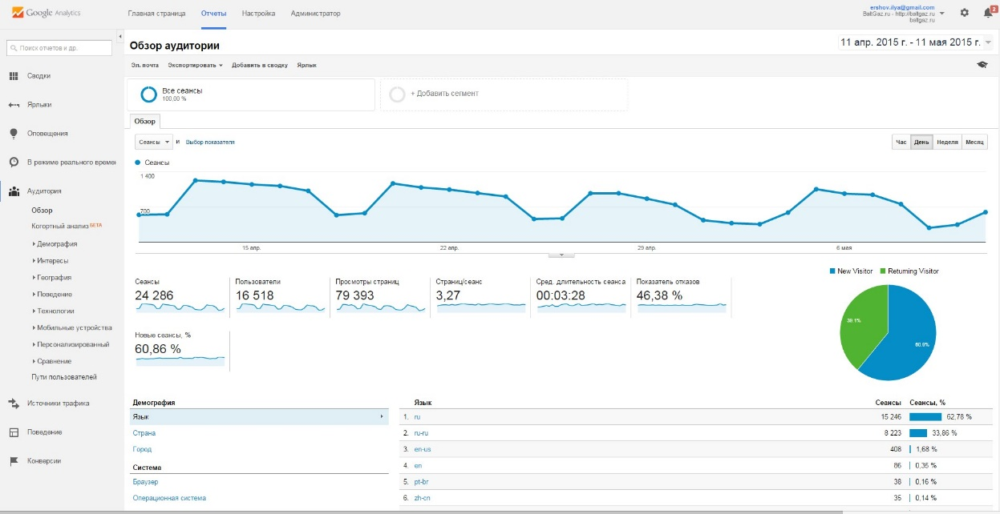 Google Analytics
Главная страница
Отчеты
Настройка
Администратор
ershov.ilya@gmail.com
BaltGaz.ru - http://baltgaz.ru
baltgaz.ru
2
Поиск отчетов и др.
Сводки
Ярлыки
Оповещения
В режиме реального времен
Аудитория
Обзор
Когортный анализ БЕТА
Демография
Интересы
География
Поведение
Технологии
Мобильные устройства
Персонализированный
Сравнение
Пути пользователей
Источники трафика
Поведение
Конверсии
Обзор аудитории
11 апр. 2015 г. - 11 мая 2015 г.
Эл. почта
Экспортировать
Добавить в сводку
Ярлык
Все сеансы
100,00 %
+ Добавить сегмент
Обзор
Сеансы
и
Выбор показателя
Час
День
Неделя
Месяц
Сеансы
1 400
700
15 апр.
22 апр.
29 апр.
6 мая
Сеансы
24 286
Пользователи
16 518
Просмотры страниц
79 393
Страниц/сеанс
3,27
Сред. длительность сеанса
00:03:28
Показатель отказов
46,38 %
Новые сеансы, %
60,86 %
New Visitor
Returning Visitor
39.1%
60.9%
Демография
Язык
Страна
Город
Система
Браузер
Операционная система
Язык Сеансы Сеансы, %
1. ru 15 246 62,78 %
2. ru-ru 8 223 33,86 %
3. en-us 408 1,68 %
4. en 86 0,35 %
5. pt-br 38 0,16 %
6. zh-cn 35 0,14 %